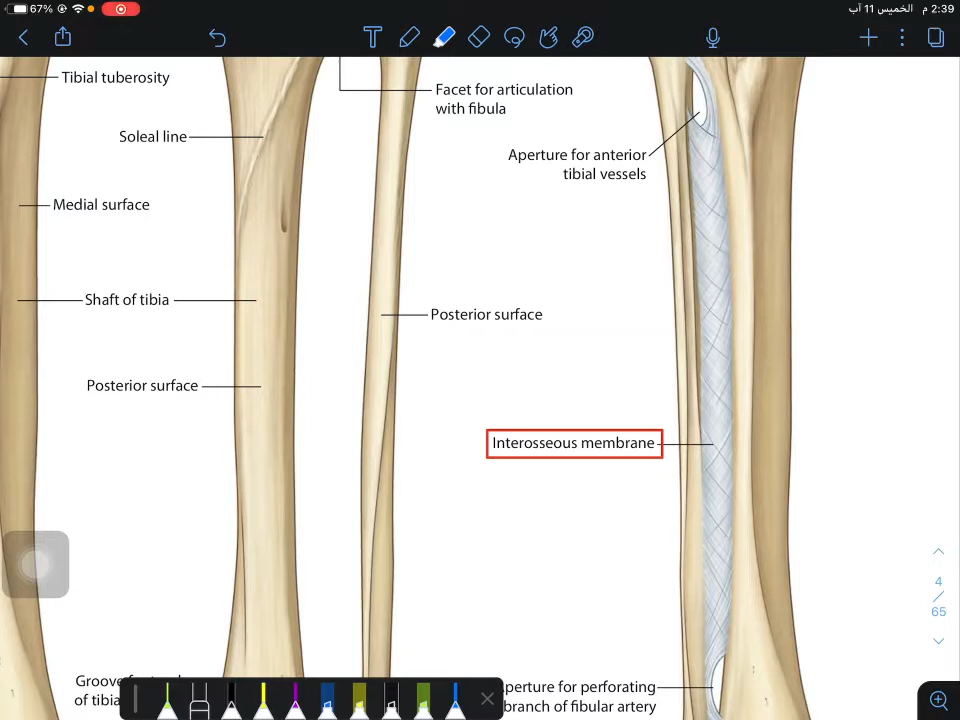 67%
الخميس 11 آب 2:39 م
Tibial tuberosity
Facet for articulation
with fibula
Soleal line
Aperture for anterior
tibial vessels
Medial surface
Shaft of tibia
Posterior surface
Posterior surface
Interosseous membrane
4
/
65
Groove
of tibia
perture for perforating
branch of fibular artery